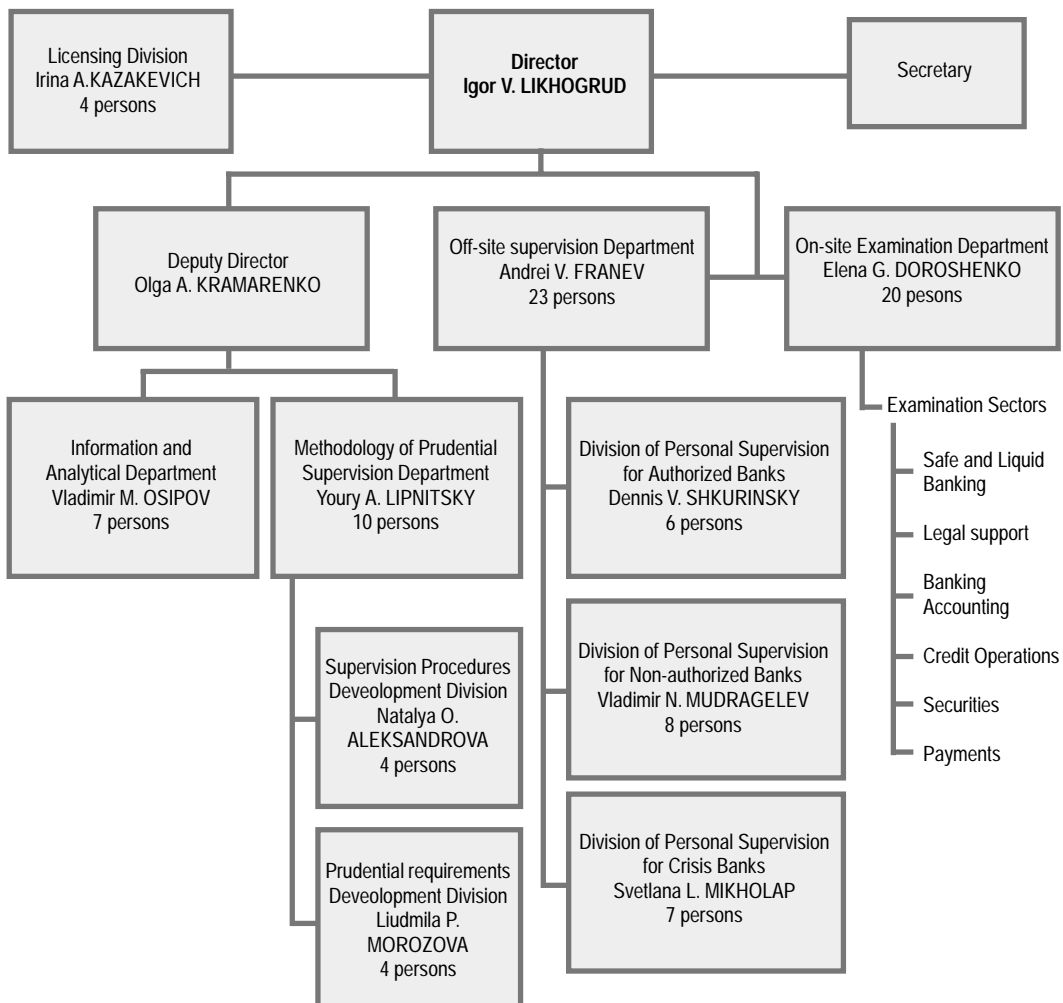 Licensing Division
Irina A.KAZAKEVICH
4 persons
Director
Igor V. LIKHOGRUD
Secretary
Deputy Director
Olga A. KRAMARENKO
Off-site supervision Department
Andrei V. FRANEV
23 persons
On-site Examination Department
Elena G. DOROSHENKO
20 pesons
Information and
Analytical Department
Vladimir M. OSIPOV
7 persons
Methodology of Prudential
Supervision Department
Youry A. LIPNITSKY
10 persons
Supervision Procedures
Deveolopment Division
Natalya O.
ALEKSANDROVA
4 persons
Prudential requirements
Deveolopment Division
Liudmila P.
MOROZOVA
4 persons
Division of Personal Supervision
for Authorized Banks
Dennis V. SHKURINSKY
6 persons
Division of Personal Supervision
for Non-authorized Banks
Vladimir N. MUDRAGELEV
8 persons
Division of Personal Supervision
for Crisis Banks
Svetlana L. MIKHOLAP
7 persons
Examination Sectors
Safe and Liquid
Banking
Legal support
Banking
Accounting
Credit Operations
Securities
Payments